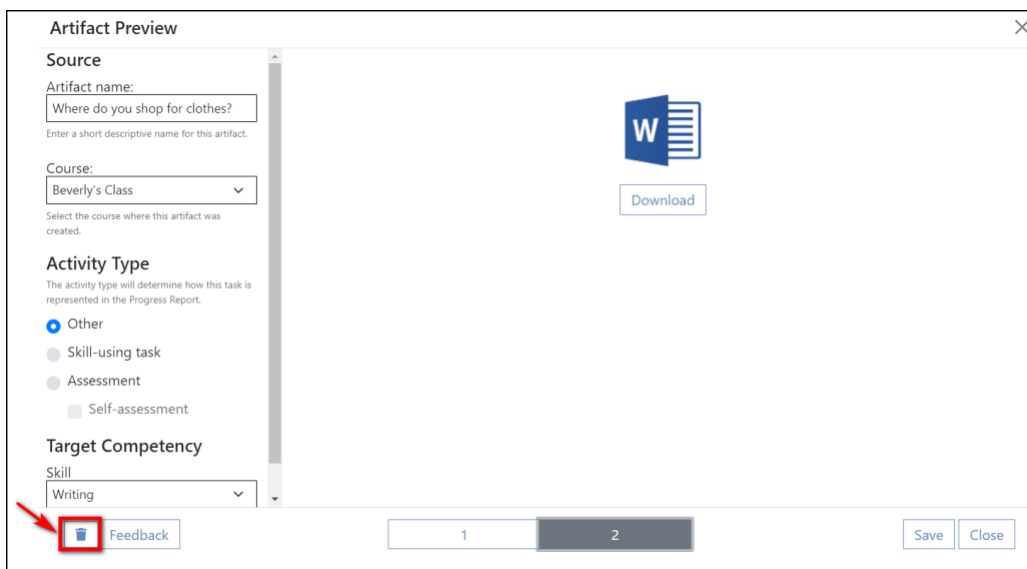 Artifact Preview
Source
Artifact name:
Where do you shop for clothes?
Enter a short descriptive name for this artifact.
Course:
Beverly's Class
Select the course where this artifact was
created.
Activity Type
The activity type will determine how this task is
represented in the Progress Report.
Other
Skill-using task
Assessment
Self-assessment
Target Competency
Skill
Writing
W
Download
Feedback
1
2
Save
Close